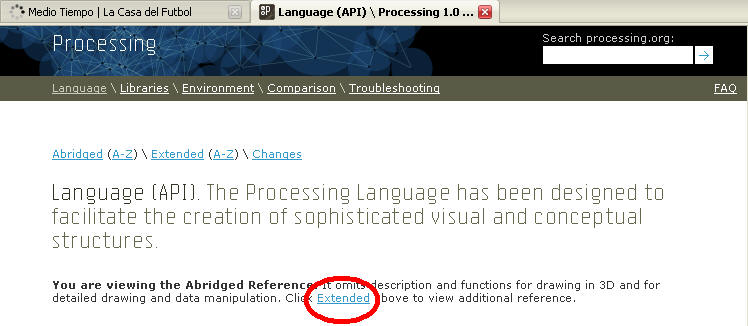 Medio Tiempo | La Casa del Futbol
Language (API) \ Processing 1.0 ...
Processing
Search processing.org:
Language \ Libraries \ Environment \ Comparison \ Troubleshooting
FAQ
Abridged (A-Z) \ Extended (A-Z) \ Changes
Language (API). The Processing Language has been designed to
facilitate the creation of sophisticated visual and conceptual
structures.
You are viewing the Abridged Reference. It omits description and functions for drawing in 3D and for
detailed drawing and data manipulation. Click Extended above to view additional reference.